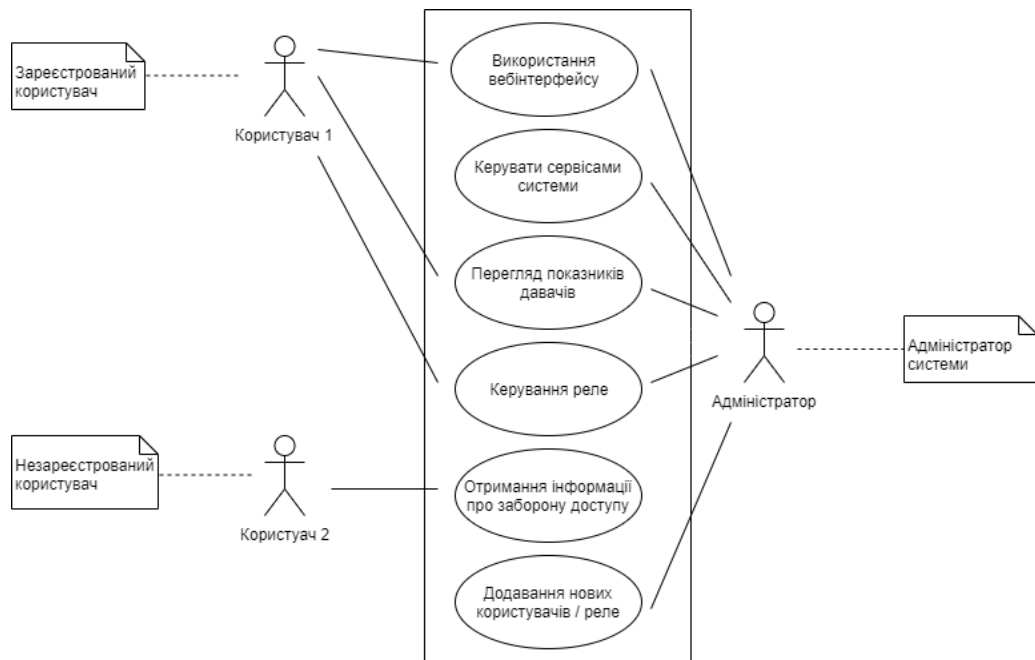 Зареєстрований
користувач
Користувач 1
Використання
вебінтерфейсу
Керувати сервісами
системи
Перегляд показників
давачів
Адміністратор
Адміністратор
системи
Керування реле
Незареєстрований
користувач
Користуач 2
Отримання інформації
про заборону доступу
Додавання нових
користувачів / реле